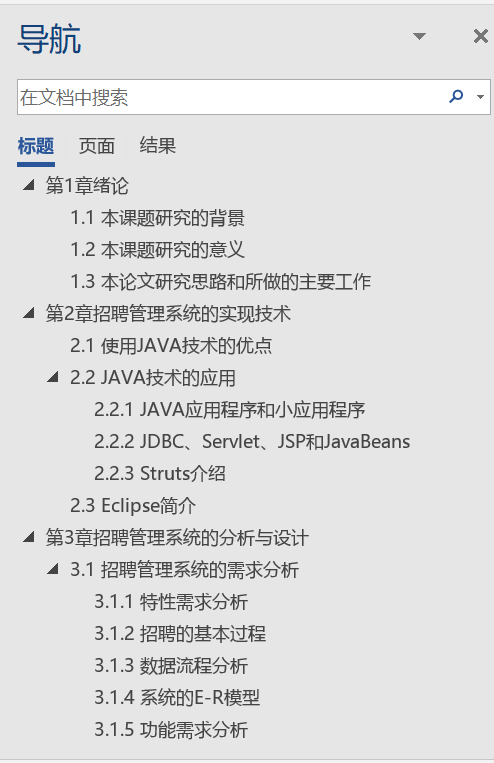 导航
在文档中搜索
标题 页面 结果
第1章绪论
1.1 本课题研究的背景
1.2 本课题研究的意义
1.3 本论文研究思路和所做的主要工作
第2章招聘管理系统的实现技术
2.1 使用JAVA技术的优点
2.2 JAVA技术的应用
2.2.1 JAVA应用程序和小应用程序
2.2.2 JDBC、Servlet、JSP和JavaBeans
2.2.3 Struts介绍
2.3 Eclipse简介
第3章招聘管理系统的分析与设计
3.1 招聘管理系统的需求分析
3.1.1 特性需求分析
3.1.2 招聘的基本过程
3.1.3 数据流程分析
3.1.4 系统的E-R模型
3.1.5 功能需求分析